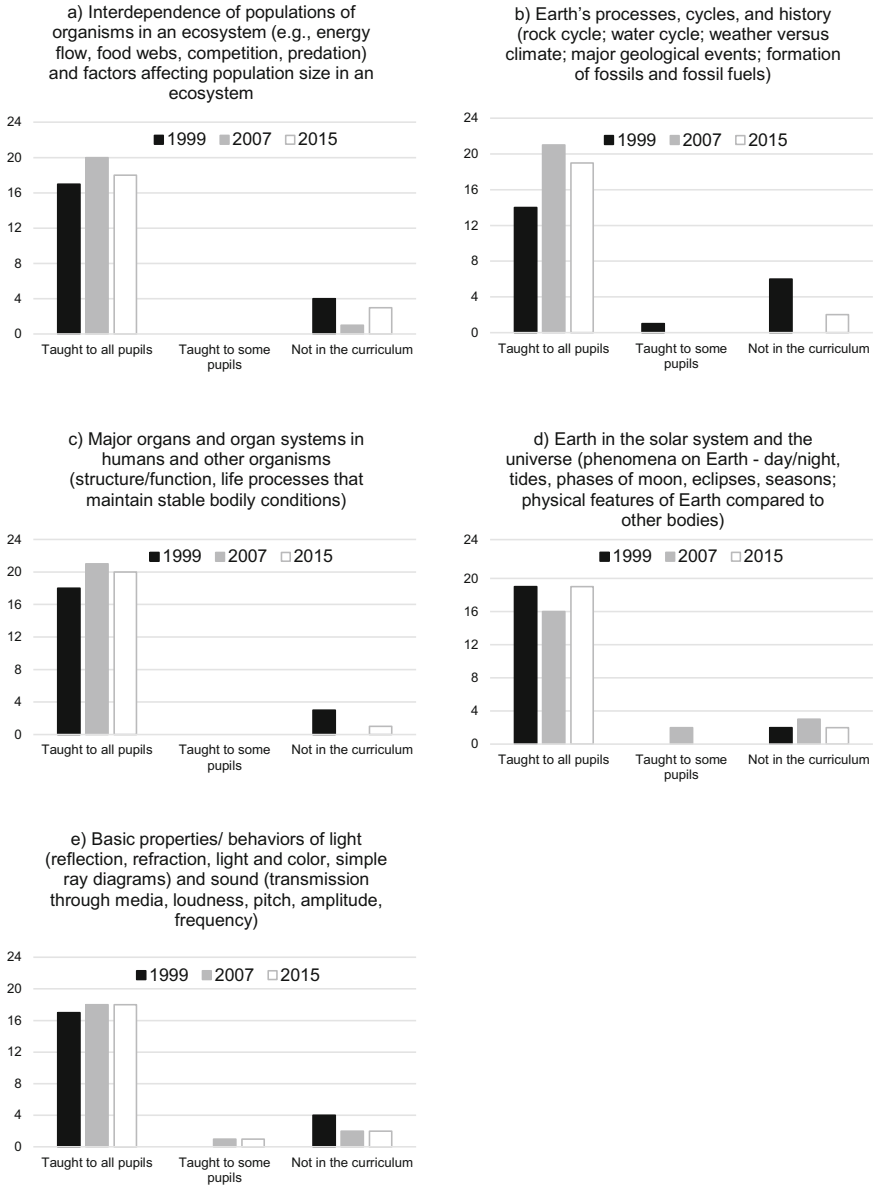 a) Interdependence of populations of
organisms in an ecosystem (e.g., energy
flow, food webs, competition, predation)
and factors affecting population size in an
ecosystem
24
20
16
12
8
4
0
1999 2007 2015
Taught to all pupils
Taught to some
pupils
Not in the curriculum
b) Earth's processes, cycles, and history
(rock cycle; water cycle; weather versus
climate; major geological events; formation
of fossils and fossil fuels)
24
20
16
12
8
4
0
1999 2007 2015
Taught to all pupils
Taught to some
pupils
Not in the curriculum
c) Major organs and organ systems in
humans and other organisms
(structure/function, life processes that
maintain stable bodily conditions)
24
20
16
12
8
4
0
1999 2007 2015
Taught to all pupils
Taught to some
pupils
Not in the curriculum
d) Earth in the solar system and the
universe (phenomena on Earth - day/night,
tides, phases of moon, eclipses, seasons;
physical features of Earth compared to
other bodies)
24
20
16
12
8
4
0
1999 2007 2015
Taught to all pupils
Taught to some
pupils
Not in the curriculum
e) Basic properties/ behaviors of light
(reflection, refraction, light and color, simple
ray diagrams) and sound (transmission
through media, loudness, pitch, amplitude,
frequency)
24
20
16
12
8
4
0
1999 2007 2015
Taught to all pupils
Taught to some
pupils
Not in the curriculum